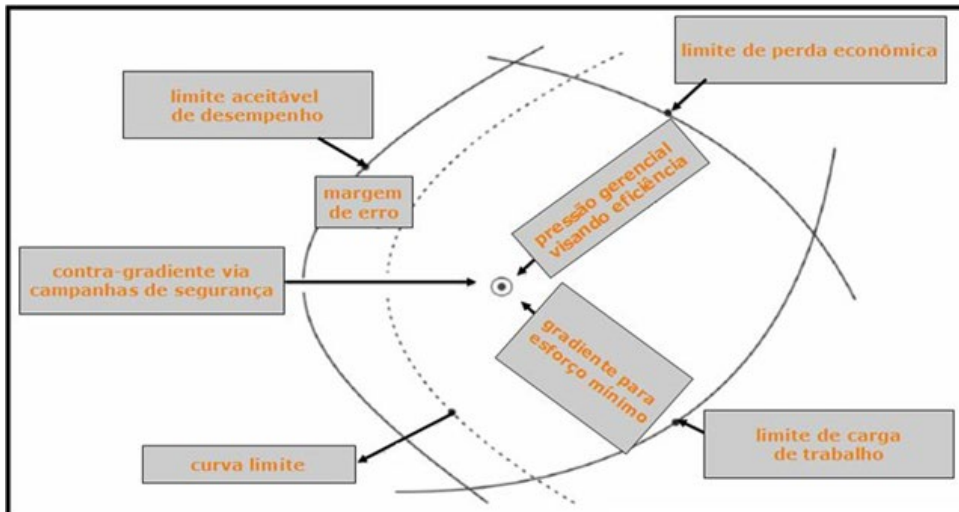 limite de perda econômica
limite aceitável
de desempenho
margem
de erro
pressão gerencial
visando eficiência
contra-gradiente via
campanhas de segurança
gradiente para
esforço mínimo
limite de carga
de trabalho
curva limite